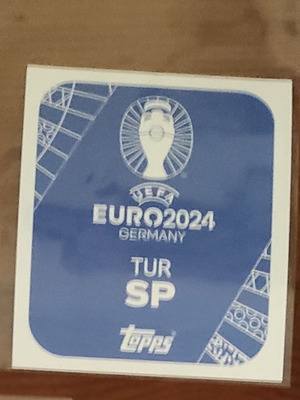 UEFA
EURO2024
GERMANY
TUR
SP
topps